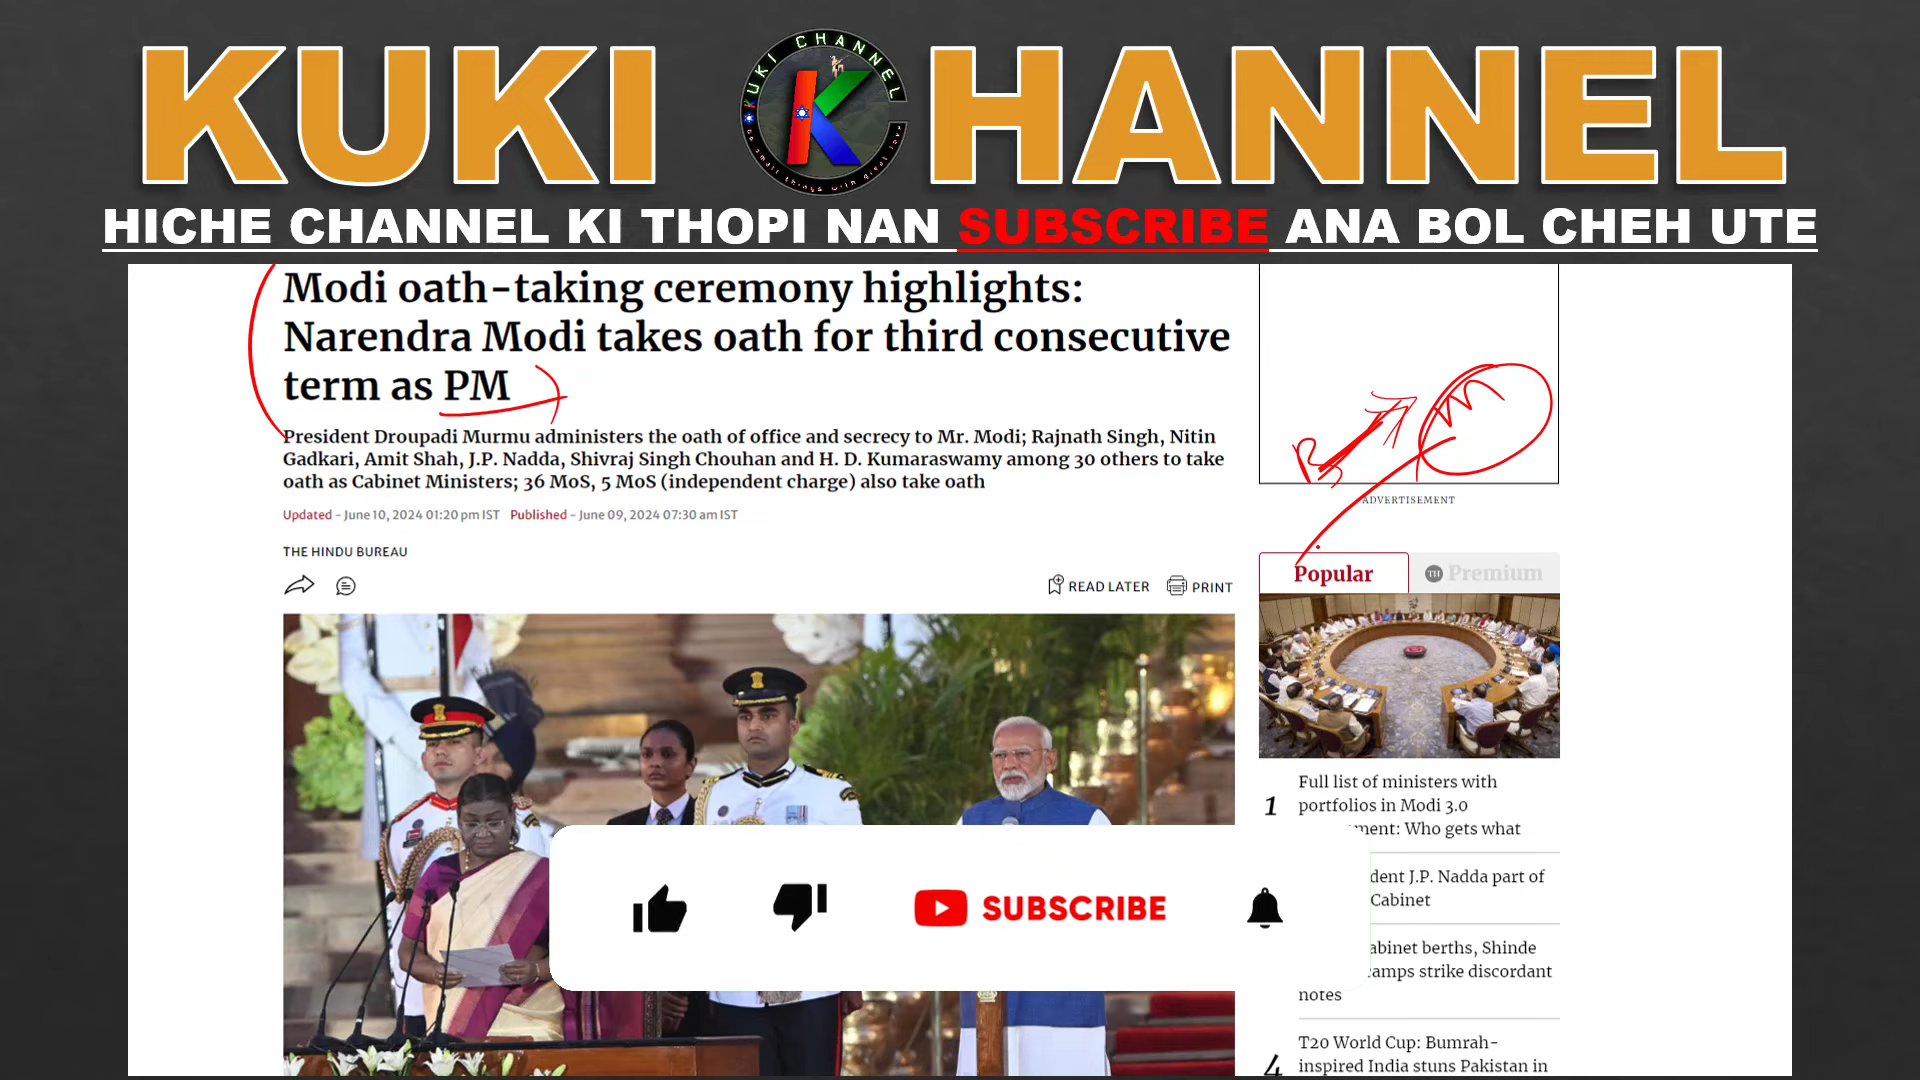 KUKI CHANNEL
KUKI CHANNEL
HICHE CHANNEL KI THOPI NAN SUBSCRIBE ANA BOL CHEH UTE
Modi oath-taking ceremony highlights:
Narendra Modi takes oath for third consecutive
term as PM
President Droupadi Murmu administers the oath of office and secrecy to Mr. Modi; Rajnath Singh, Nitin
Gadkari, Amit Shah, J.P. Nadda, Shivraj Singh Chouhan and H. D. Kumaraswamy among 30 others to take
oath as Cabinet Ministers; 36 MoS, 5 MoS (independent charge) also take oath
Updated - June 10, 2024 01:20 pm IST Published - June 09, 2024 07:30 am IST
THE HINDU BUREAU
READ LATER PRINT
ADVERTISEMENT
Popular TH Premium
1
Full list of ministers with
portfolios in Modi 3.0
ment: Who gets what
dent J.P. Nadda part of
Cabinet
abinet berths, Shinde
camps strike discordant
notes
4
T20 World Cup: Bumrah-
inspired India stuns Pakistan in
SUBSCRIBE